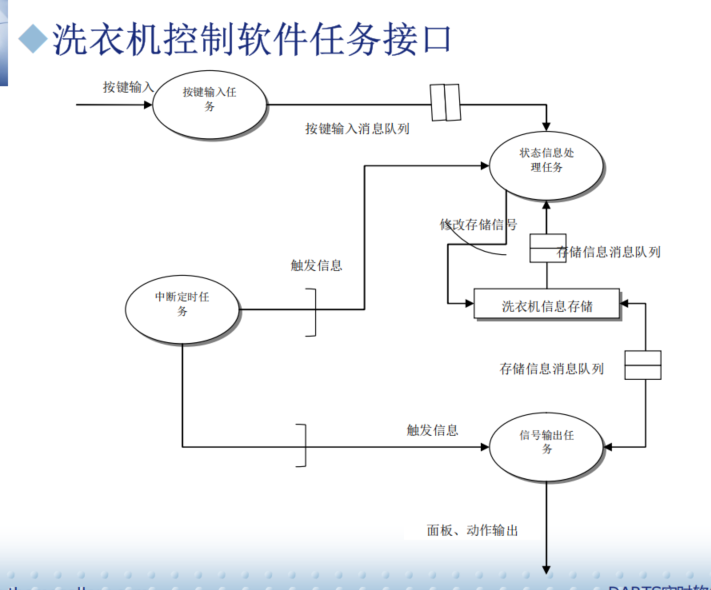 洗衣机控制软件任务接口
按键输入
按键输入任
务
按键输入消息队列
状态信息处
理任务
修改存储信号
存储信息消息队列
触发信息
中断定时任
务
洗衣机信息存储
存储信息消息队列
触发信息
信号输出任
务
面板、动作输出